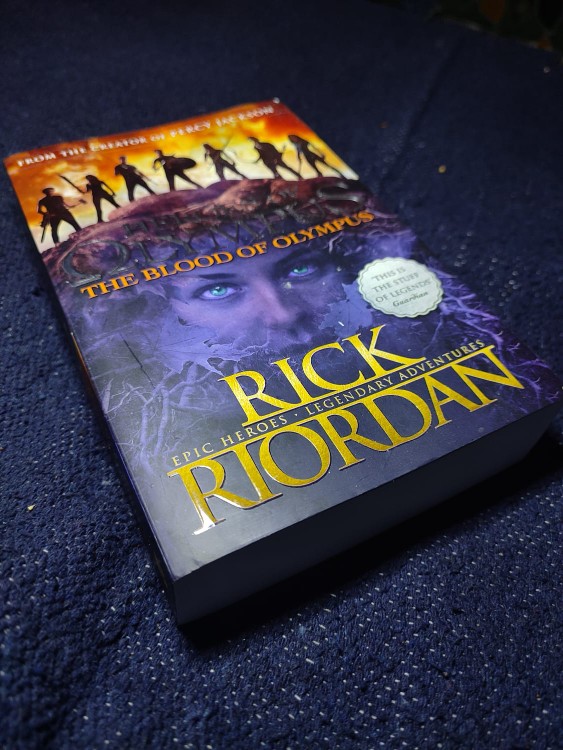 FROM THE CREATOR OF PERCY JACKSON
OLYMPUS
THE BLOOD OF OLYMPUS
'THIS IS
THE STUFF
OF LEGENDS'
Guardian
RICK
EPIC HEROES · LEGENDARY ADVENTURES
RIORDAN